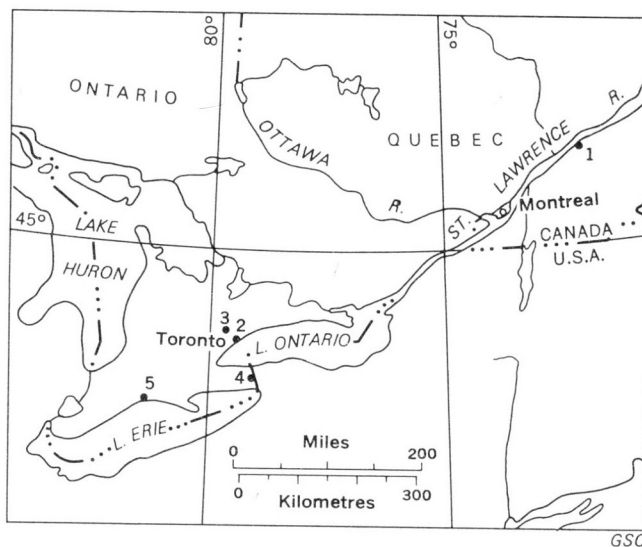 80°
75°
ONTARIO
OTTAWA
R.
QUEBEC
ST. LAWRENCE R.
1
Montreal
45°
LAKE
HURON
CANADA
U.S.A.
3
2
Toronto
L. ONTARIO
4
5
L. ERIE
Miles
0 200
0 300
Kilometres
GSC